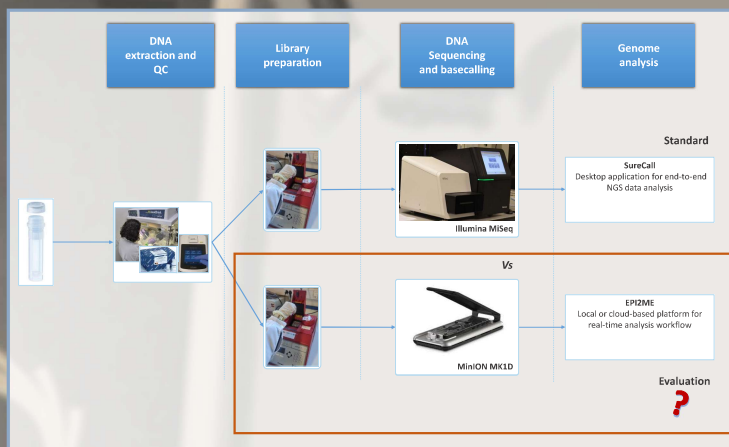 DNA
extraction and
QC
Library
preparation
DNA
Sequencing
and basecalling
Genome
analysis
Standard
SureCall
Desktop application for end-to-end
NGS data analysis
Illumina MiSeq
Vs
EPI2ME
Local or cloud-based platform for
real-time analysis workflow
MinION MK1D
Evaluation
?